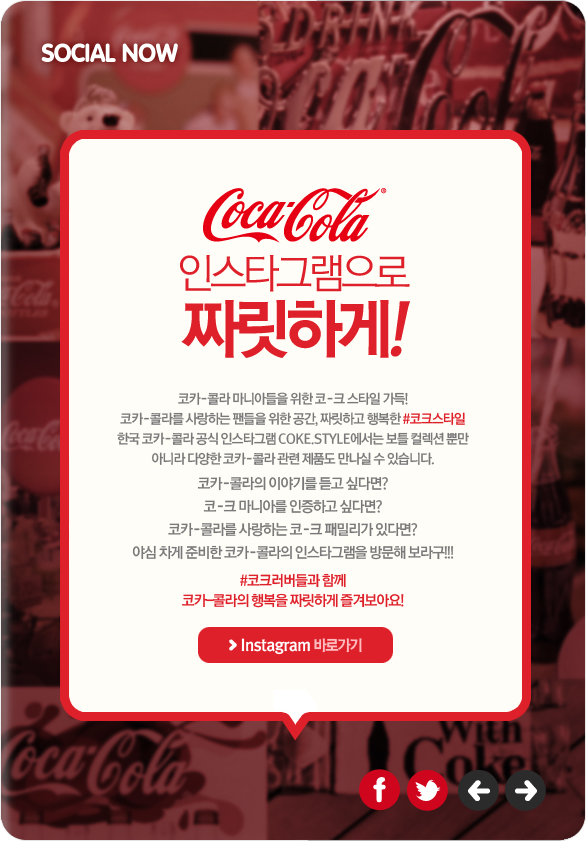 SOCIAL NOW
DRINK
Coca-Cola
Coca-Cola®
인스타그램으로
짜릿하게!
코카-콜라 마니아들을 위한 코-크 스타일 가득!
코카-콜라를 사랑하는 팬들을 위한 공간, 짜릿하고 행복한 #코크스타일
한국 코카-콜라 공식 인스타그램 COKE.STYLE에서는 보틀 컬렉션 뿐만
아니라 다양한 코카-콜라 관련 제품도 만나실 수 있습니다.
코카-콜라의 이야기를 듣고 싶다면?
코-크 마니아를 인증하고 싶다면?
코카-콜라를 사랑하는 코-크 패밀리가 있다면?
야심 차게 준비한 코카-콜라의 인스타그램을 방문해 보라구!!!
#코크러버들과 함께
코카-콜라의 행복을 짜릿하게 즐겨보아요!
Instagram 바로가기
Coca-Cola
With
Coke